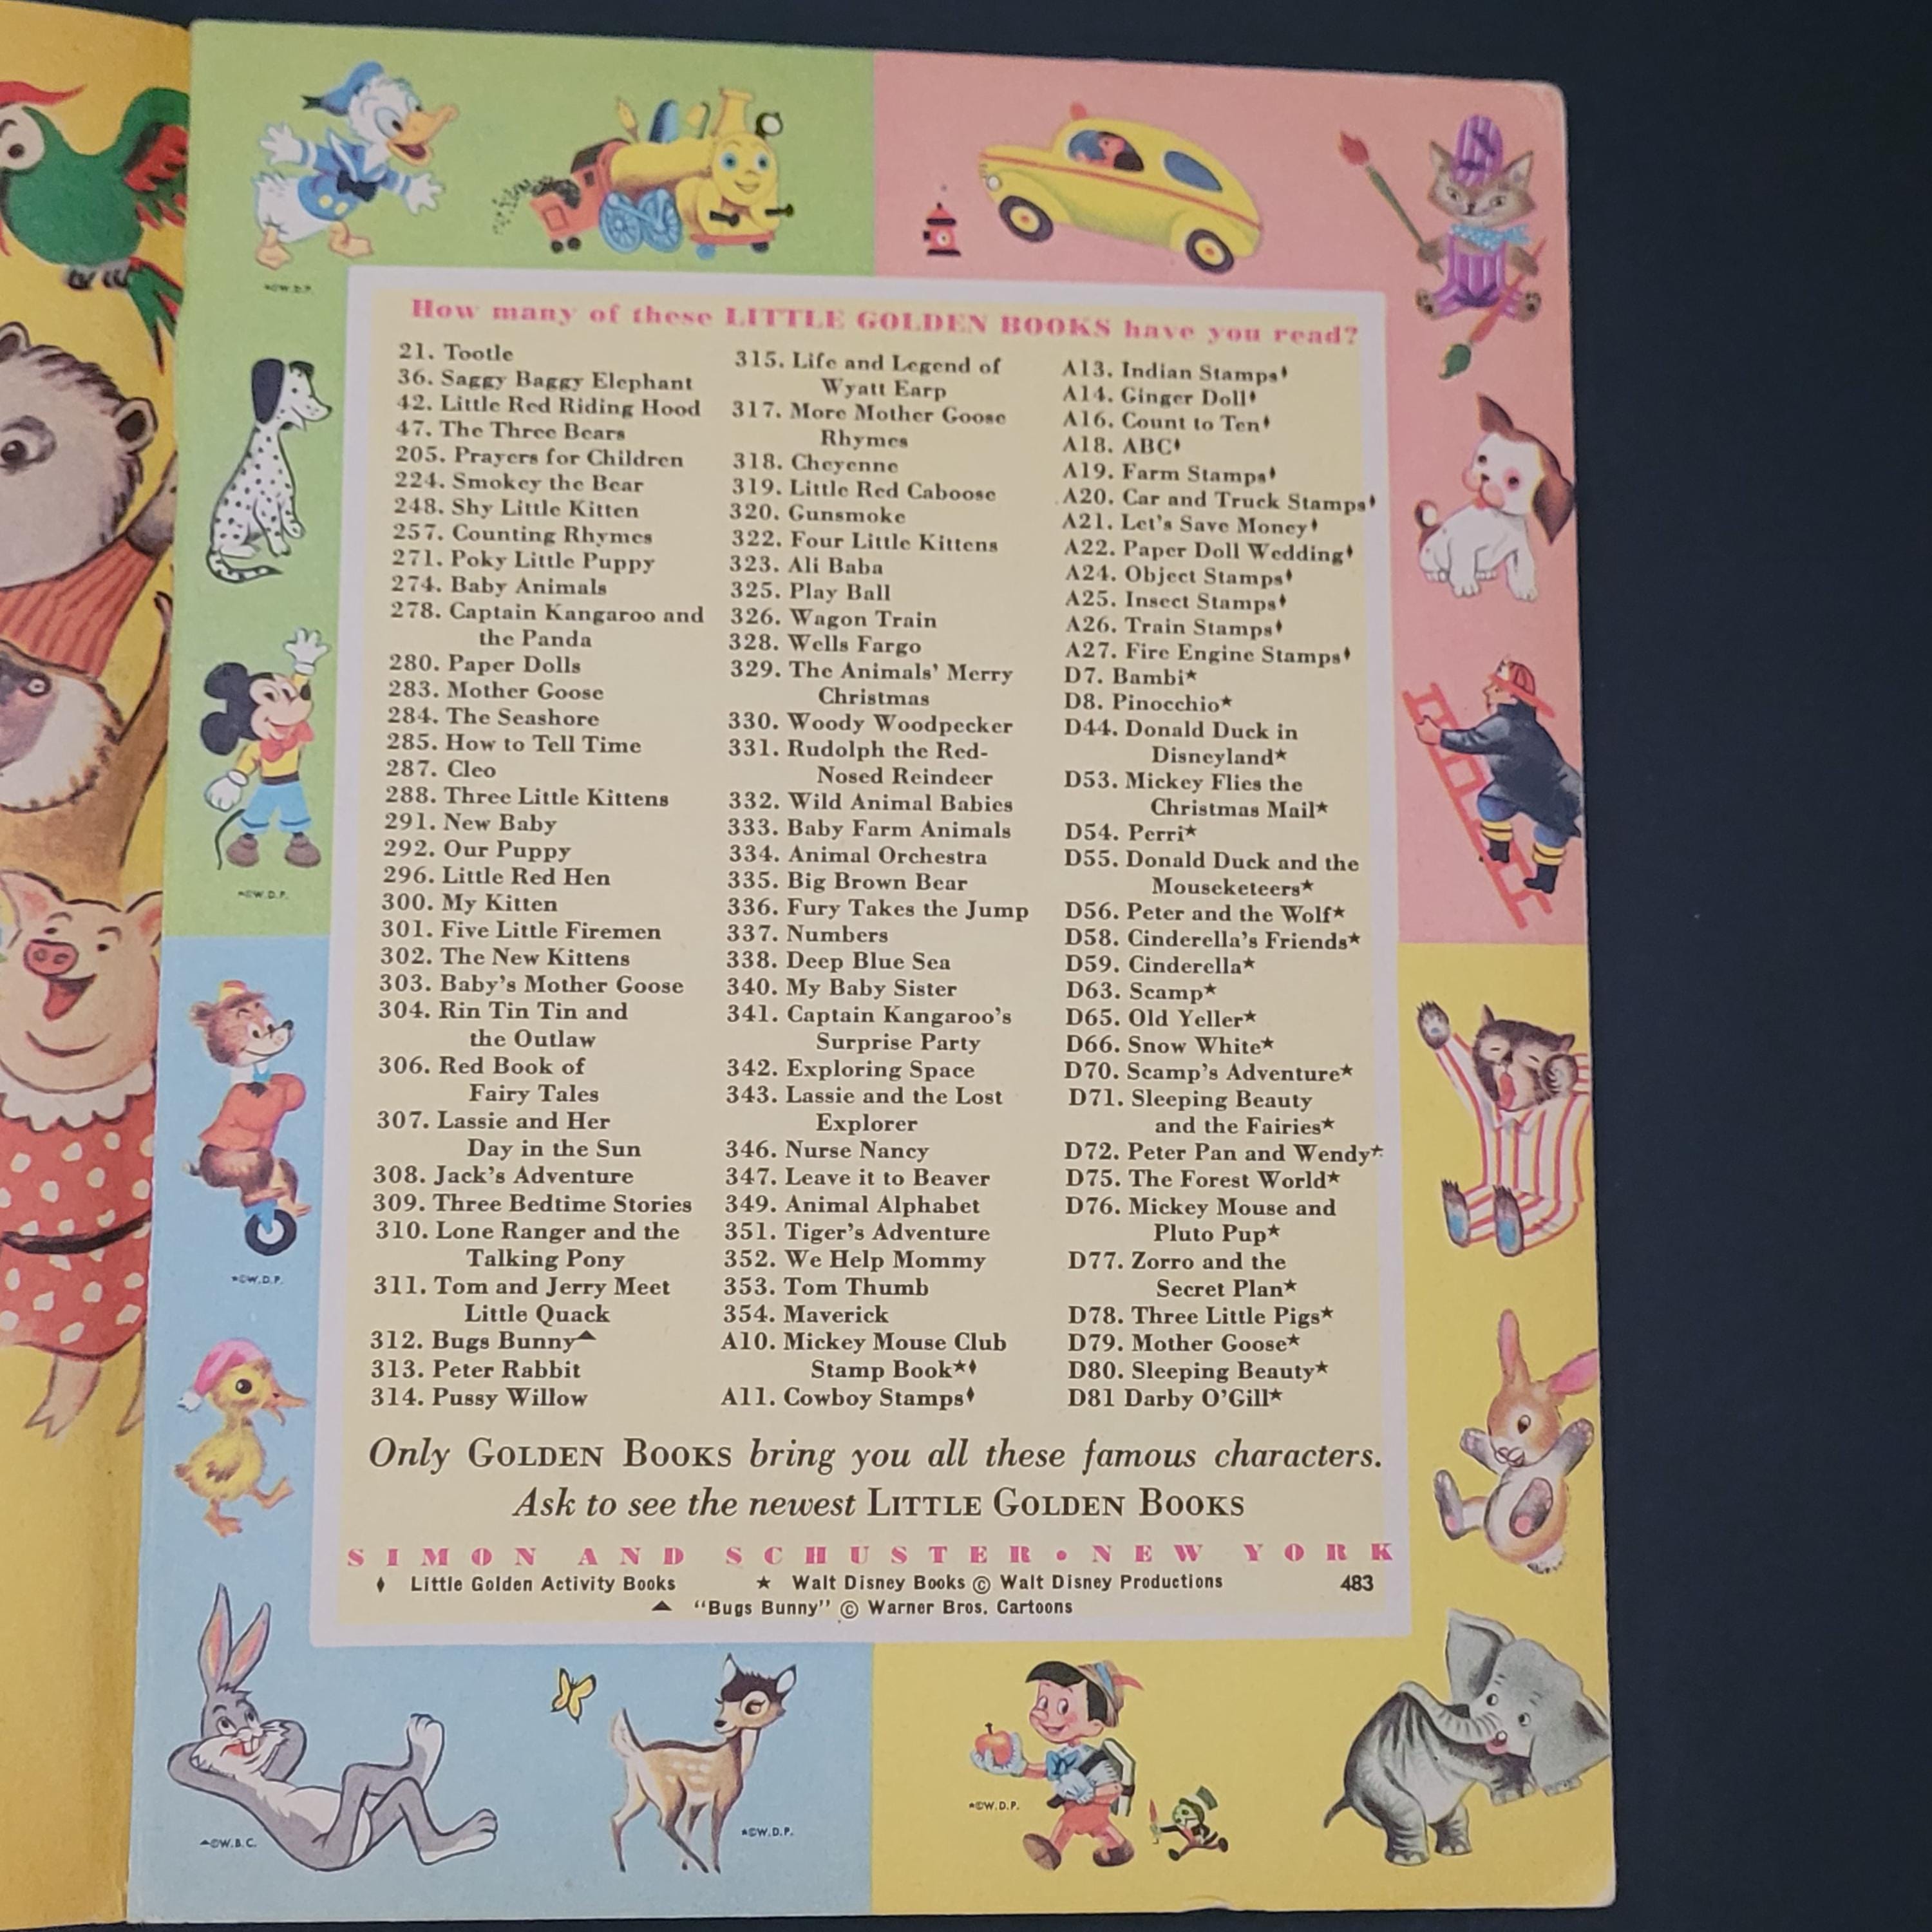 *©W.D.P.
How many of these LITTLE GOLDEN BOOKS have you read?
21. Tootle
36. Saggy Baggy Elephant
42. Little Red Riding Hood
47. The Three Bears
205. Prayers for Children
224. Smokey the Bear
248. Shy Little Kitten
257. Counting Rhymes
271. Poky Little Puppy
274. Baby Animals
278. Captain Kangaroo and
the Panda
280. Paper Dolls
283. Mother Goose
284. The Seashore
285. How to Tell Time
287. Cleo
288. Three Little Kittens
291. New Baby
292. Our Puppy
296. Little Red Hen
300. My Kitten
301. Five Little Firemen
302. The New Kittens
303. Baby's Mother Goose
304. Rin Tin Tin and
the Outlaw
306. Red Book of
Fairy Tales
307. Lassie and Her
Day in the Sun
308. Jack's Adventure
309. Three Bedtime Stories
310. Lone Ranger and the
Talking Pony
311. Tom and Jerry Meet
Little Quack
312. Bugs Bunny▲
313. Peter Rabbit
314. Pussy Willow
315. Life and Legend of
Wyatt Earp
317. More Mother Goose
Rhymes
318. Cheyenne
319. Little Red Caboose
320. Gunsmoke
322. Four Little Kittens
323. Ali Baba
325. Play Ball
326. Wagon Train
328. Wells Fargo
329. The Animals' Merry
Christmas
330. Woody Woodpecker
331. Rudolph the Red-
Nosed Reindeer
332. Wild Animal Babies
333. Baby Farm Animals
334. Animal Orchestra
335. Big Brown Bear
336. Fury Takes the Jump
337. Numbers
338. Deep Blue Sea
340. My Baby Sister
341. Captain Kangaroo's
Surprise Party
342. Exploring Space
343. Lassie and the Lost
Explorer
346. Nurse Nancy
347. Leave it to Beaver
349. Animal Alphabet
351. Tiger's Adventure
352. We Help Mommy
353. Tom Thumb
354. Maverick
A10. Mickey Mouse Club
Stamp Book★♦
A11. Cowboy Stamps♦
A13. Indian Stamps♦
A14. Ginger Doll♦
A16. Count to Ten♦
A18. ABC♦
A19. Farm Stamps♦
A20. Car and Truck Stamps♦
A21. Let's Save Money♦
A22. Paper Doll Wedding♦
A24. Object Stamps♦
A25. Insect Stamps♦
A26. Train Stamps♦
A27. Fire Engine Stamps♦
D7. Bambi★
D8. Pinocchio★
D44. Donald Duck in
Disneyland★
D53. Mickey Flies the
Christmas Mail★
D54. Perri★
D55. Donald Duck and the
Mouseketeers★
D56. Peter and the Wolf★
D58. Cinderella's Friends★
D59. Cinderella★
D63. Scamp★
D65. Old Yeller★
D66. Snow White★
D70. Scamp's Adventure★
D71. Sleeping Beauty
and the Fairies★
D72. Peter Pan and Wendy★
D75. The Forest World★
D76. Mickey Mouse and
Pluto Pup★
D77. Zorro and the
Secret Plan★
D78. Three Little Pigs★
D79. Mother Goose★
D80. Sleeping Beauty★
D81 Darby O'Gill★
*©W.D.P.
*©W.D.P.
Only GOLDEN BOOKS bring you all these famous characters.
Ask to see the newest LITTLE GOLDEN BOOKS
SIMON AND SCHUSTER • NEW YORK
♦ Little Golden Activity Books ★ Walt Disney Books © Walt Disney Productions 483
▲ "Bugs Bunny" © Warner Bros. Cartoons
▲©W.B.C.
*©W.D.P.
*©W.D.P.